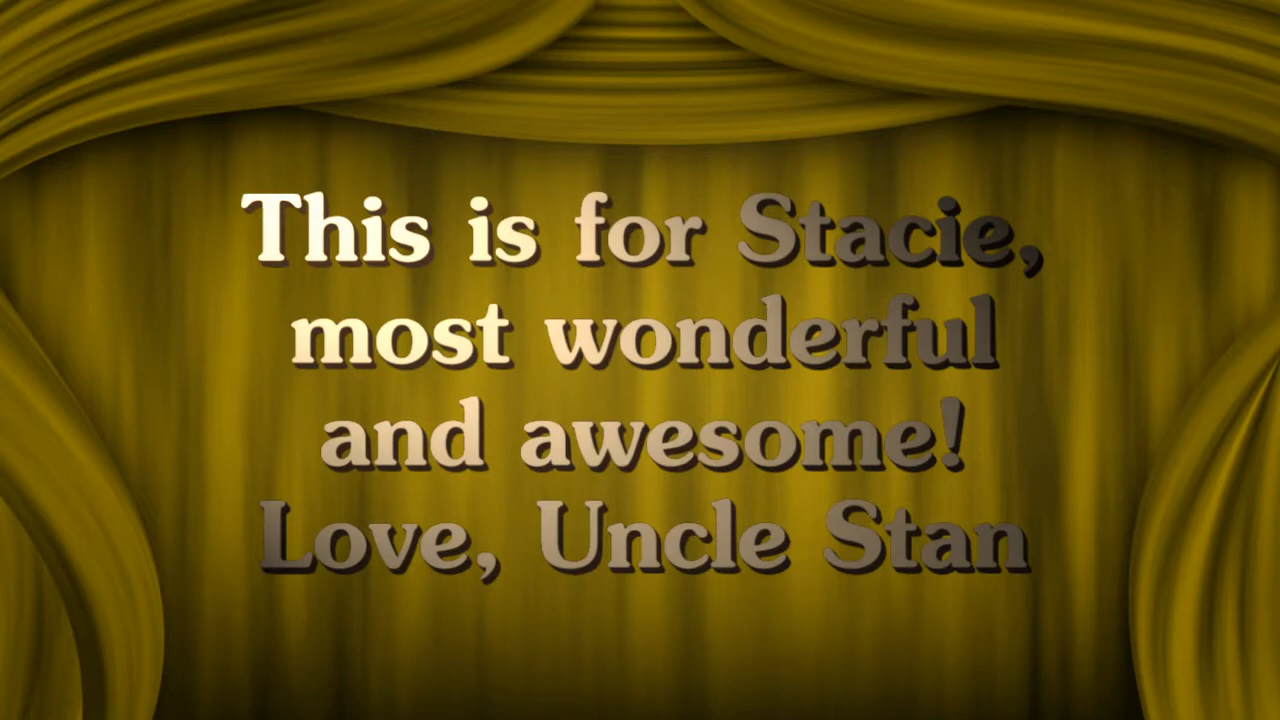 This is for Stacie,
most wonderful
and awesome!
Love, Uncle Stan